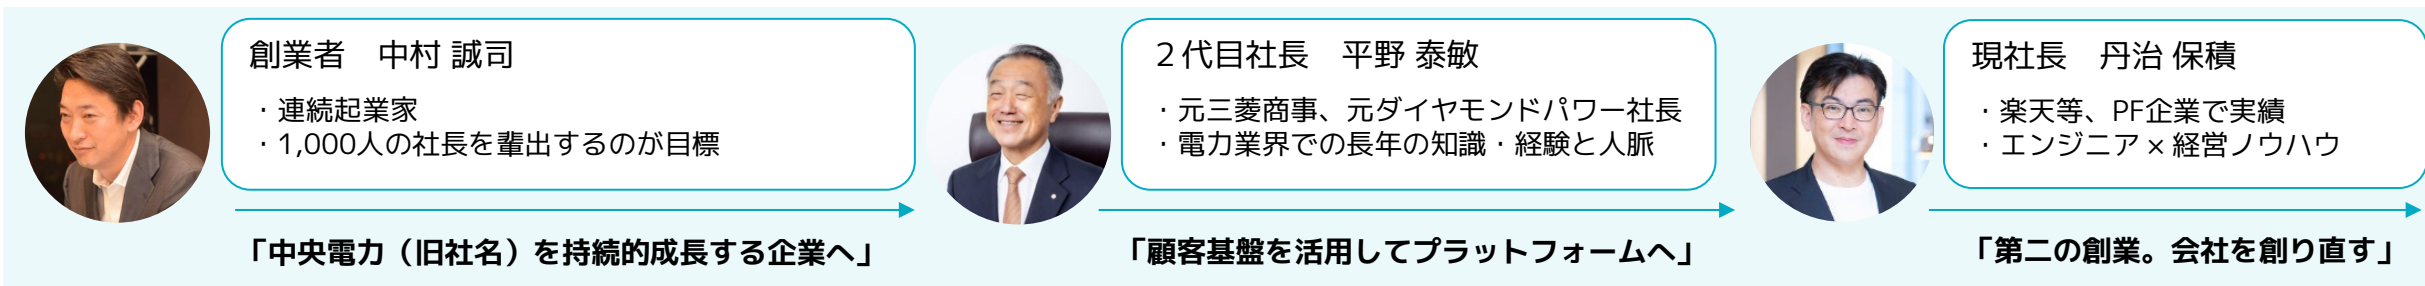 創業者　中村 誠司
・連続起業家
・1,000人の社長を輩出するのが目標
「中央電力（旧社名）を持続的成長する企業へ」
２代目社長　平野 泰敏
・元三菱商事、元ダイヤモンドパワー社長
・電力業界での長年の知識・経験と人脈
「顧客基盤を活用してプラットフォームへ」
現社長　丹治 保積
・楽天等、PF企業で実績
・エンジニア×経営ノウハウ
「第二の創業。会社を創り直す」